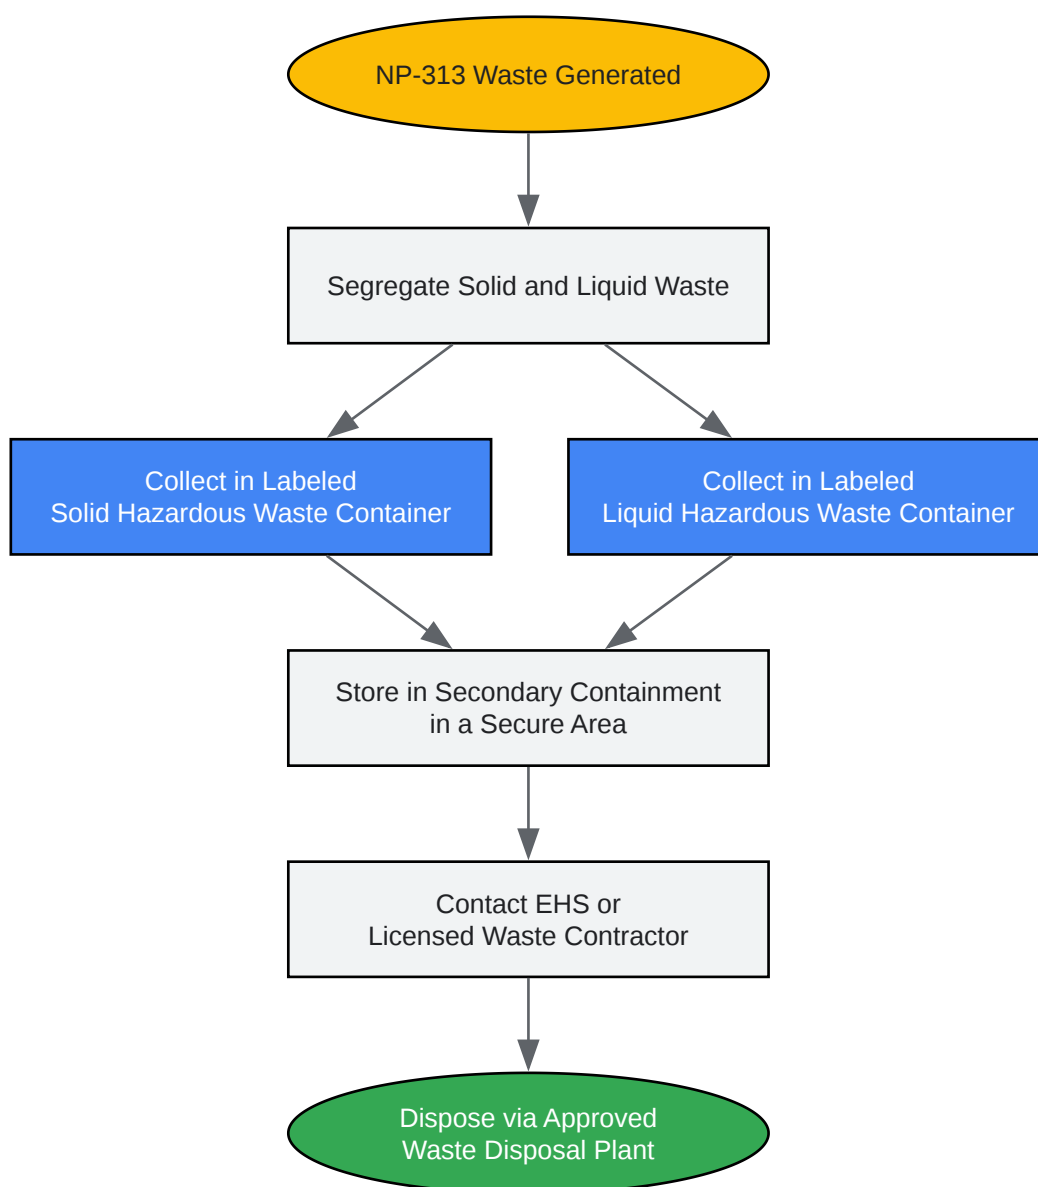 NP-313 Waste Generated
Segregate Solid and Liquid Waste
Collect in Labeled
Solid Hazardous Waste Container
Collect in Labeled
Liquid Hazardous Waste Container
Store in Secondary Containment
in a Secure Area
Contact EHS or
Licensed Waste Contractor
Dispose via Approved
Waste Disposal Plant